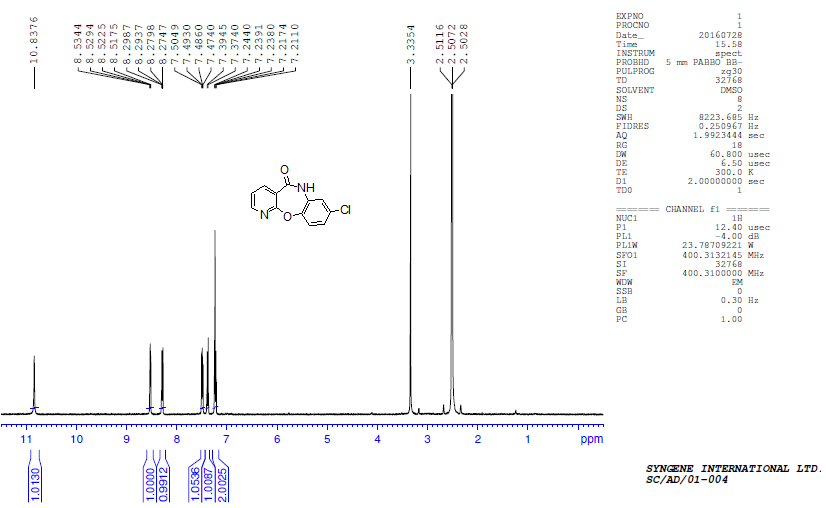 10.8376
8.5344
8.5294
8.5225
8.5175
8.2987
8.2937
8.2798
8.2747
7.5049
7.4930
7.4860
7.4740
7.3945
7.3740
7.2440
7.2391
7.2380
7.2174
7.2110
3.3354
2.5116
2.5072
2.5028
EXPNO 1
PROCNO 1
Date_ 20160728
Time 15.58
INSTRUM spect
PROBHD 5 mm PABBO BB-
PULPROG zg30
TD 32768
SOLVENT DMSO
NS 8
DS 2
SWH 8223.685 Hz
FIDRES 0.250967 Hz
AQ 1.9923444 sec
RG 18
DW 60.800 usec
DE 6.50 usec
TE 300.0 K
D1 2.00000000 sec
TD0 1
======== CHANNEL f1 ========
NUC1 1H
P1 12.40 usec
PL1 -4.00 dB
PL1W 23.78709221 W
SFO1 400.3132145 MHz
SI 32768
SF 400.3100000 MHz
WDW EM
SSB 0
LB 0.30 Hz
GB 0
PC 1.00
O
NH
N
O
Cl
11 10 9 8 7 6 5 4 3 2 1 ppm
1.0130
1.0000
0.9912
1.0536
1.0087
2.0025
SYNGENE INTERNATIONAL LTD.
SC/AD/01-004